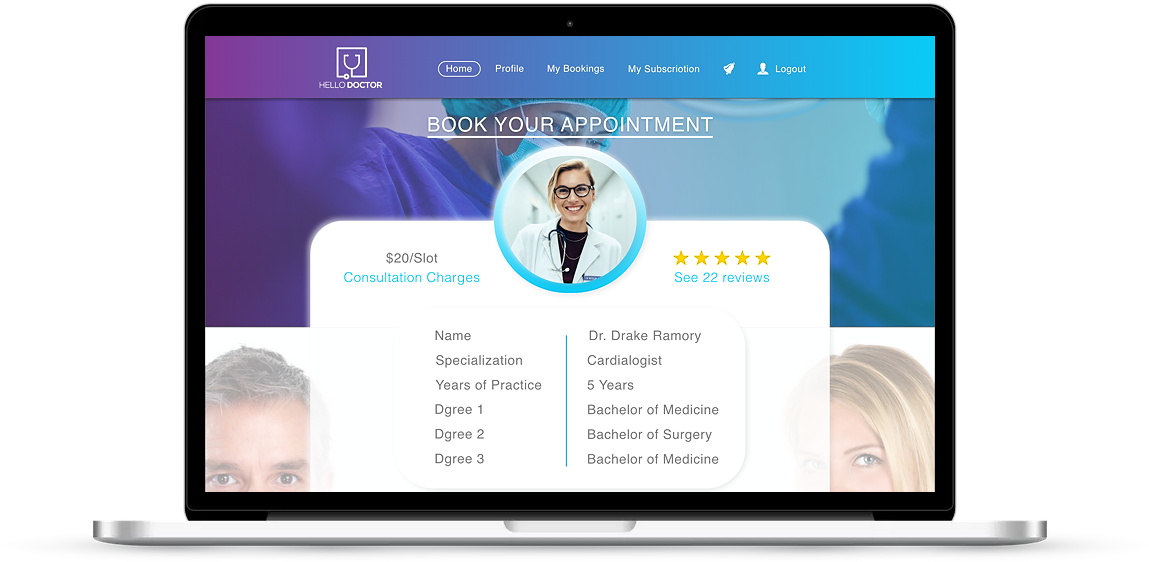 HELLO DOCTOR
Home Profile My Bookings My Subscriotion Logout
BOOK YOUR APPOINTMENT
$20/Slot
Consultation Charges
See 22 reviews
Name Dr. Drake Ramory
Specialization Cardialogist
Years of Practice 5 Years
Dgree 1 Bachelor of Medicine
Dgree 2 Bachelor of Surgery
Dgree 3 Bachelor of Medicine